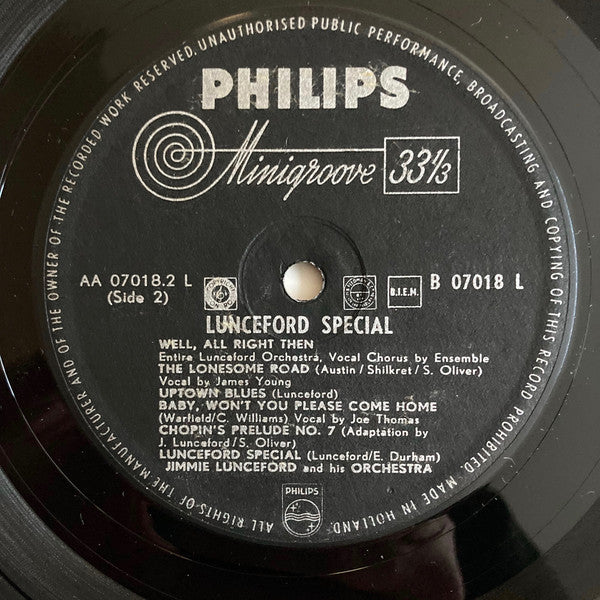 ALL RIGHTS OF THE MANUFACTURER AND OF THE OWNER OF THE RECORDED WORK RESERVED. UNAUTHORISED PUBLIC PERFORMANCE, BROADCASTING AND COPYING OF THIS RECORD PROHIBITED. MADE IN HOLLAND.
PHILIPS
Minigroove 33⅓
AA 07018.2 L
(Side 2)
B.I.E.M.
B 07018 L
LUNCEFORD SPECIAL
WELL, ALL RIGHT THEN
Entire Lunceford Orchestra, Vocal Chorus by Ensemble
THE LONESOME ROAD (Austin/Shilkret/S. Oliver)
Vocal by James Young
UPTOWN BLUES (Lunceford)
BABY, WON'T YOU PLEASE COME HOME
(Warfield/C. Williams) Vocal by Joe Thomas
CHOPIN'S PRELUDE NO. 7 (Adaptation by
J. Lunceford/S. Oliver)
LUNCEFORD SPECIAL (Lunceford/E. Durham)
JIMMIE LUNCEFORD and his ORCHESTRA
PHILIPS